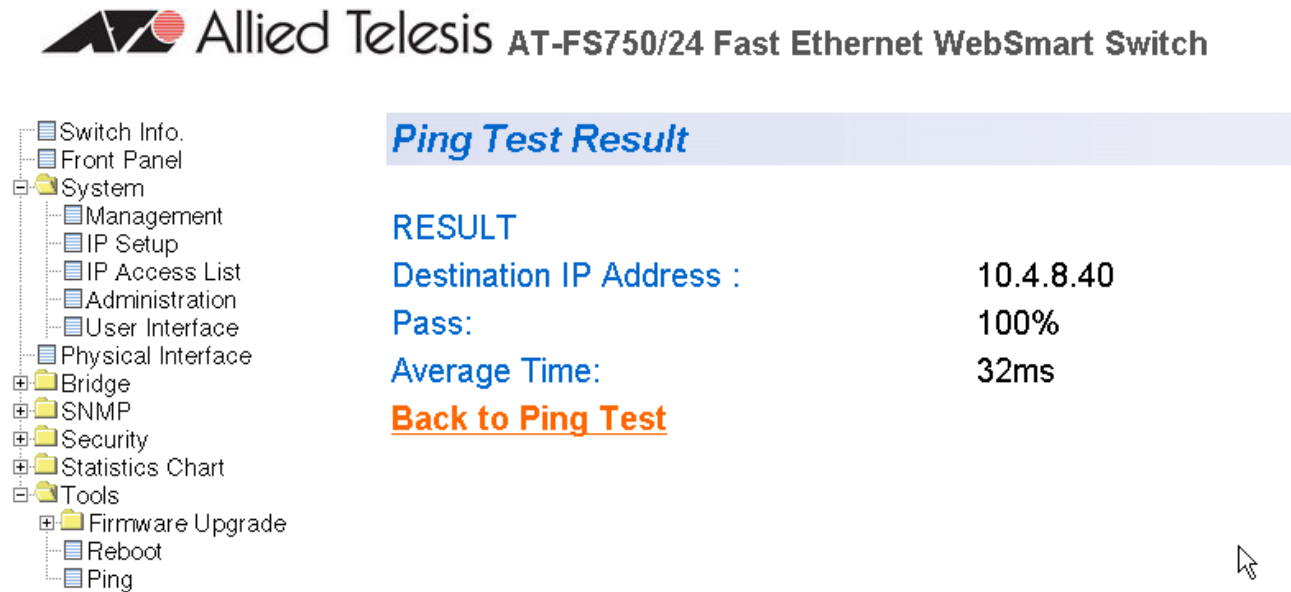 Allied Telesis AT-FS750/24 Fast Ethernet WebSmart Switch
Switch Info.
Front Panel
System
Management
IP Setup
IP Access List
Administration
User Interface
Physical Interface
Bridge
SNMP
Security
Statistics Chart
Tools
Firmware Upgrade
Reboot
Ping
Ping Test Result
RESULT
Destination IP Address : 10.4.8.40
Pass: 100%
Average Time: 32ms
Back to Ping Test